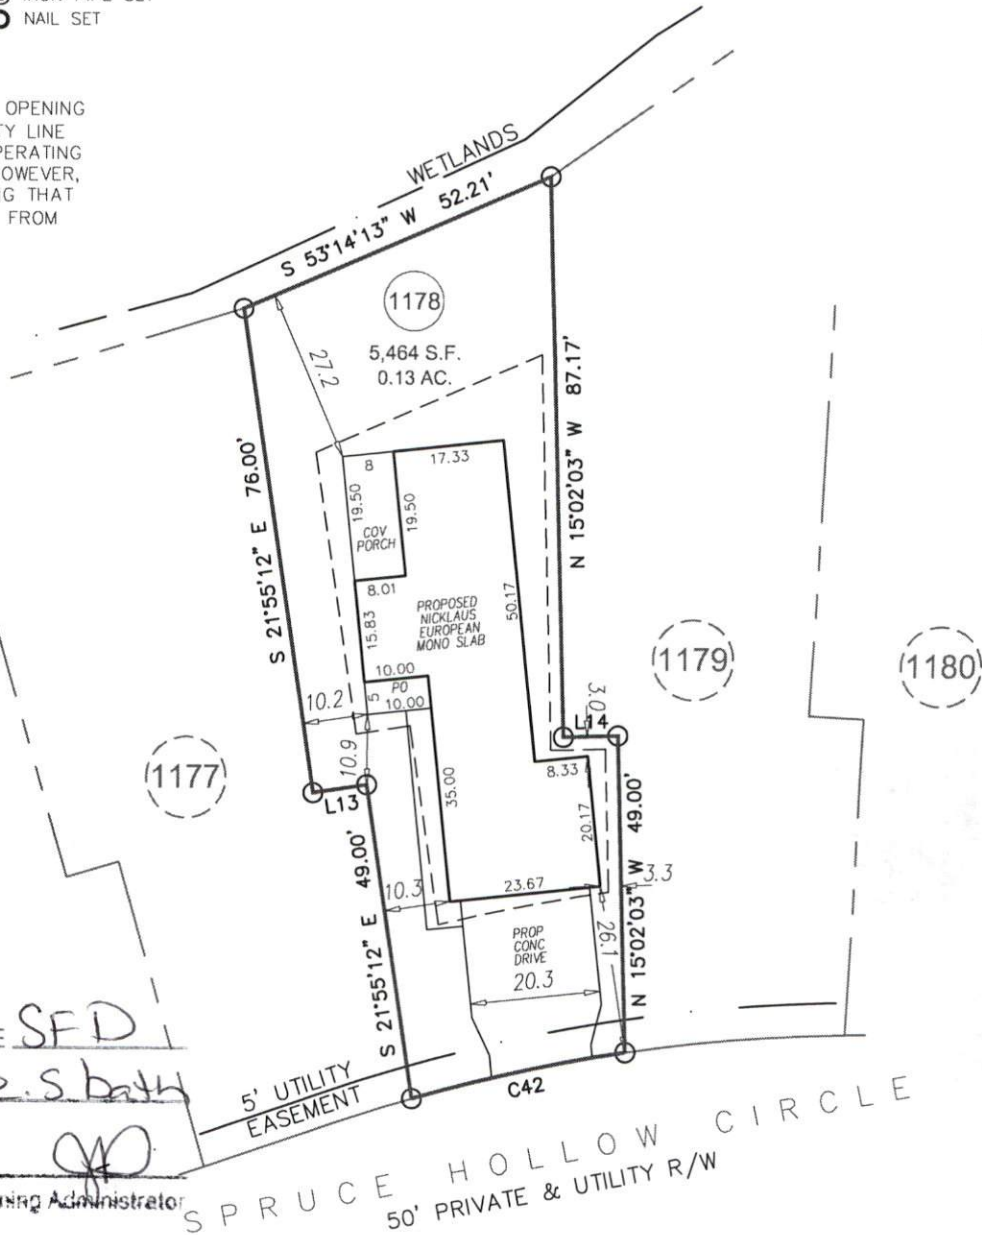 NAIL SET
OPENING
TY LINE
PERATING
OWEVER,
G THAT
FROM
WETLANDS
S 53°14'13" W 52.21'
1178
5,464 S.F.
0.13 AC.
27.2
N 15°02'03" W 87.17'
S 21°55'12" E 76.00'
8
17.33
19.50
19.50
COV
PORCH
8.01
15.83
PROPOSED
NICKLAUS
EUROPEAN
MONO SLAB
50.17
10.00
5
PO
10.00
10.2
10.9
1177
1179
1180
3.0
L14
L13
8.33
35.00
20.17
N 15°02'03" W 49.00'
S 21°55'12" E 49.00'
10.3
23.67
3.3
26.1
PROP
CONC
DRIVE
20.3
SFD
.5 bath
ning Administrator
5' UTILITY
EASEMENT
C42
SPRUCE HOLLOW CIRCLE
50' PRIVATE & UTILITY R/W